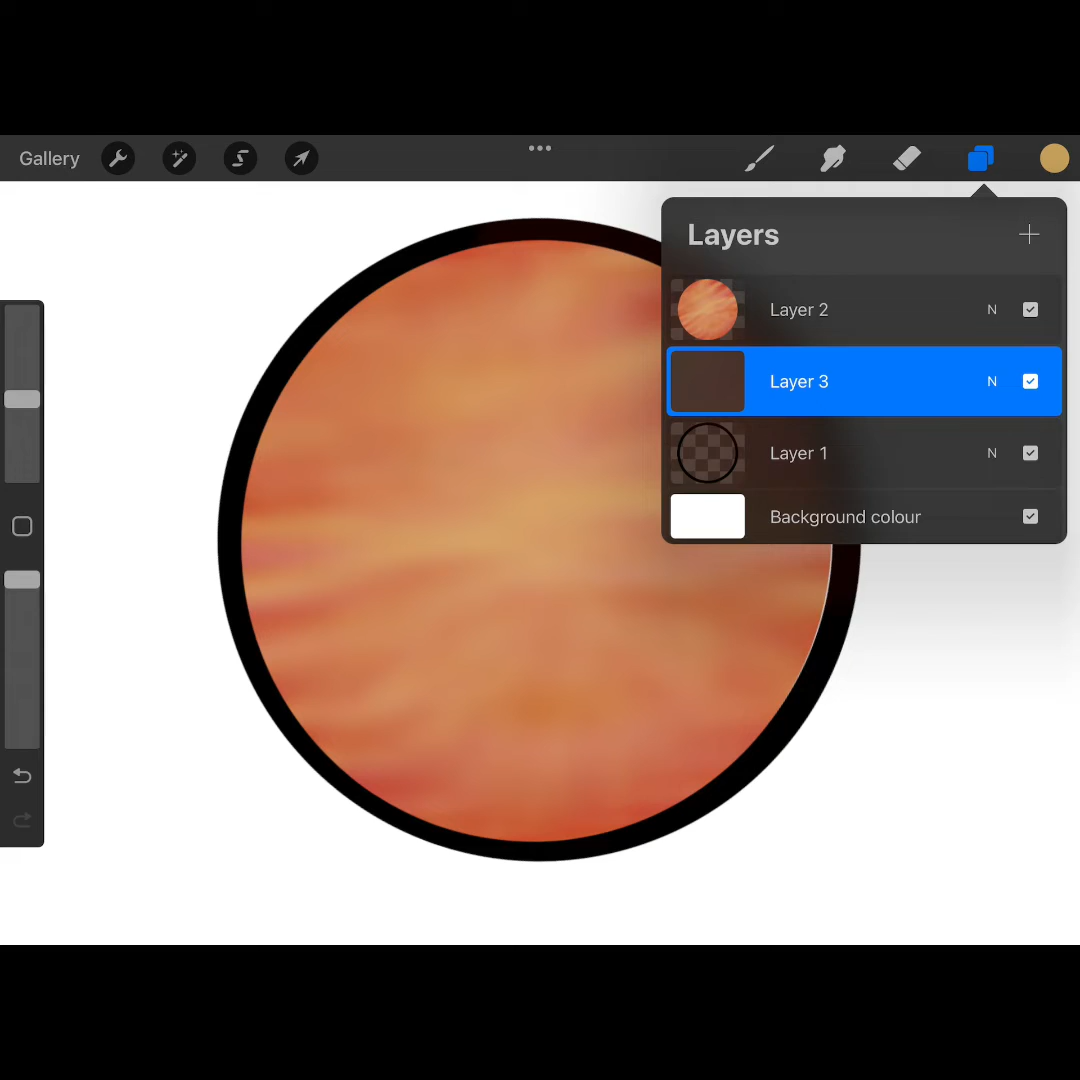 Gallery
Layers
Layer 2 N
Layer 3 N
Layer 1 N
Background colour